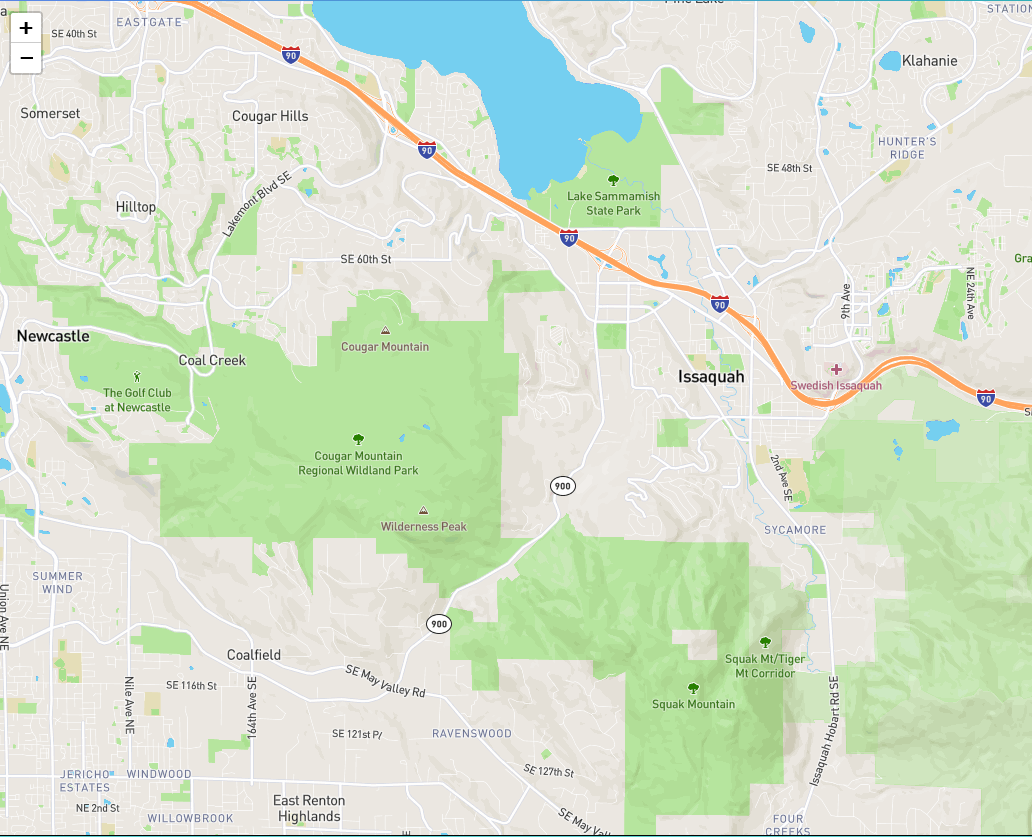 Pine Lake
STATION
EASTGATE
+
SE 40th St
−
90
Klahanie
Somerset
Cougar Hills
90
HUNTER'S
RIDGE
SE 48th St
Lakemont Blvd SE
Lake Sammamish
State Park
Hilltop
90
SE 60th St
Gra
NE 24th Ave
9th Ave
90
Newcastle
Cougar Mountain
Coal Creek
Issaquah
Swedish Issaquah
The Golf Club
at Newcastle
90
Cougar Mountain
Regional Wildland Park
2nd Ave SE
900
Wilderness Peak
SYCAMORE
SUMMER
WIND
Union Ave NE
900
Coalfield
Squak Mt/Tiger
Mt Corridor
SE May Valley Rd
SE 116th St
Nile Ave NE
164th Ave SE
Squak Mountain
Issaquah Hobart Rd SE
SE 121st Pl
RAVENSWOOD
SE 127th St
JERICHO
ESTATES
WINDWOOD
NE 2nd St
East Renton
Highlands
WILLOWBROOK
SE May Vall
FOUR
CREEKS